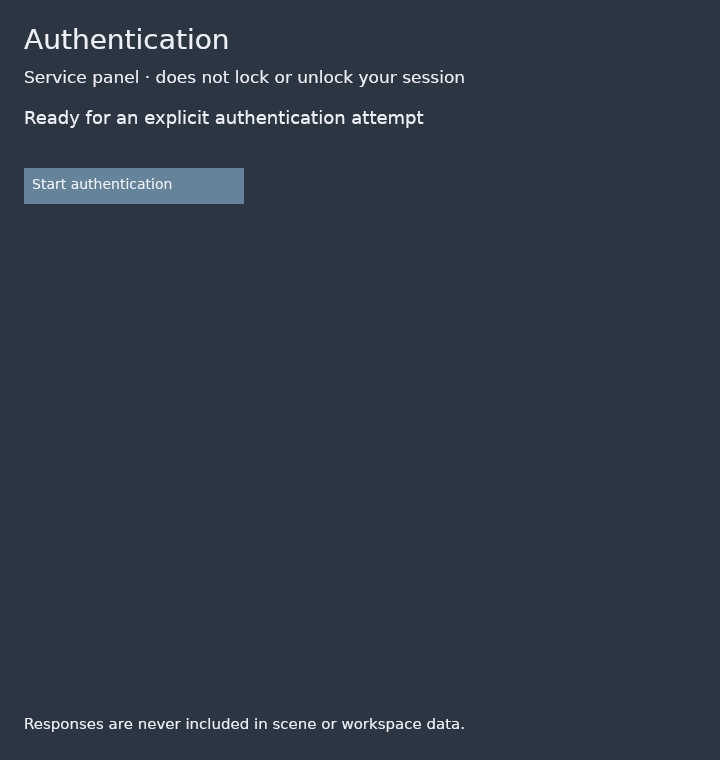 Authentication
Service panel · does not lock or unlock your session
Ready for an explicit authentication attempt
Start authentication
Responses are never included in scene or workspace data.